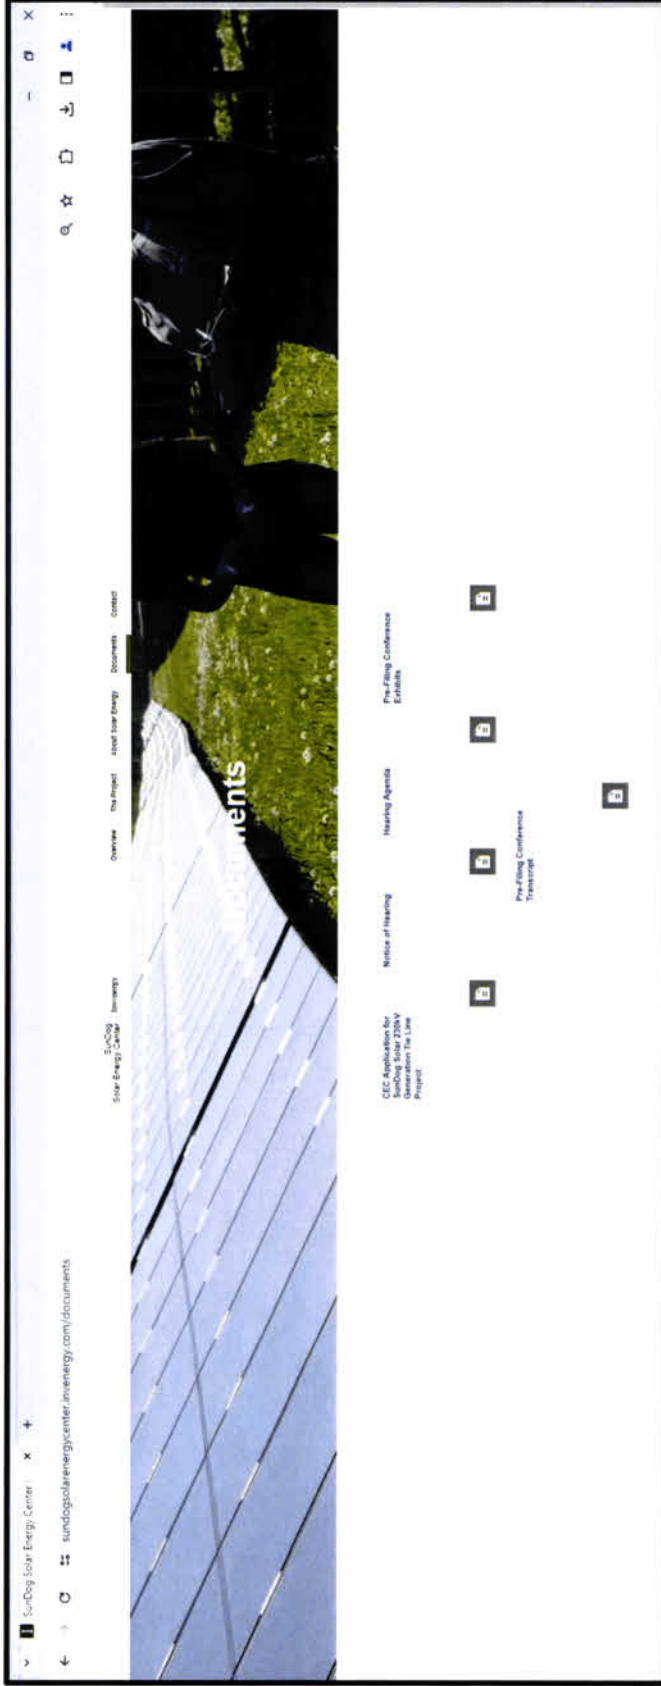 SunDog Solar Energy Center
sundogsolarenergycenter.invenergy.com/documents
SunDog
Solar Energy Center
Invenergy
Overview
The Project
About Solar Energy
Documents
Contact
Documents
CEC Application for
SunDog Solar 230kV
Generation Tie Line
Project
Notice of Hearing
Hearing Agenda
Pre-Filing Conference
Exhibits
Pre-Filing Conference
Transcript